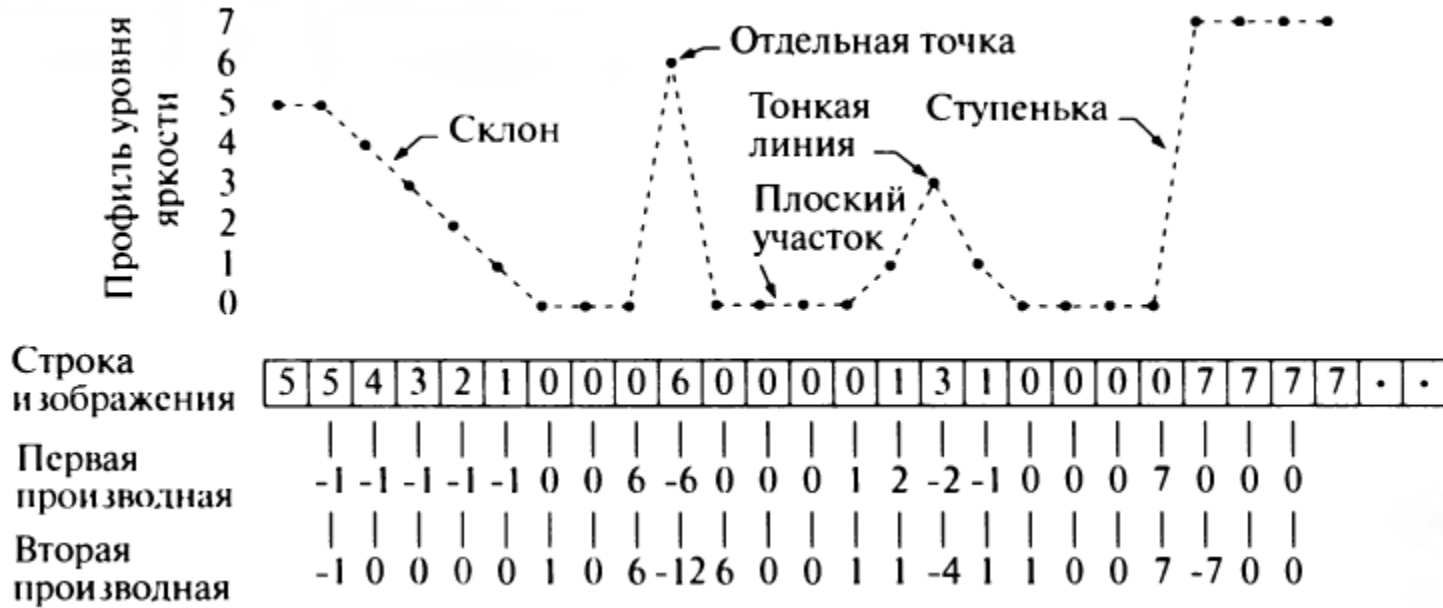 Профиль уровня
яркости
7
6
5
4
3
2
1
0
Склон
Отдельная точка
Тонкая
линия
Плоский
участок
Ступенька
Строка
изображения
5 5 4 3 2 1 0 0 0 6 0 0 0 0 1 3 1 0 0 0 0 7 7 7 7 · ·
Первая
производная
-1 -1 -1 -1 -1 0 0 6 -6 0 0 0 1 2 -2 -1 0 0 0 7 0 0 0
Вторая
производная
-1 0 0 0 0 1 0 6 -12 6 0 0 1 1 -4 1 1 0 0 7 -7 0 0